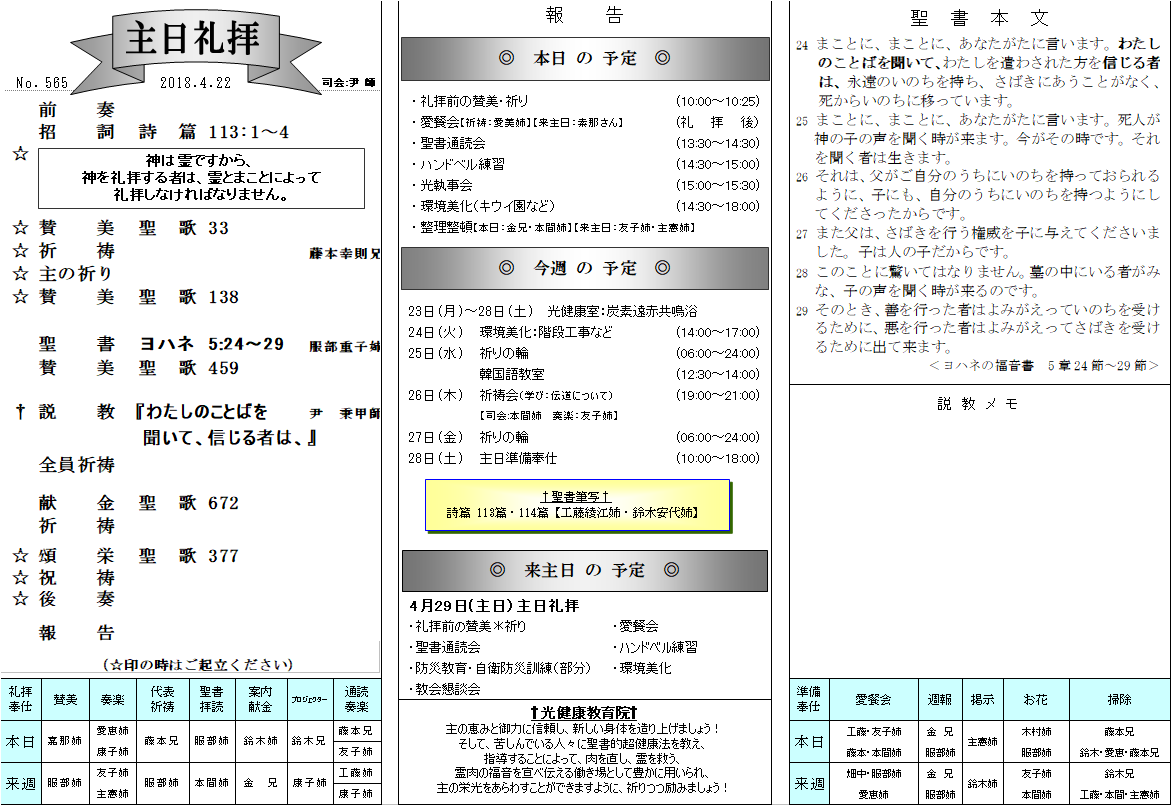 主日礼拝
No. 565
2018.4.22
司会:尹 師
前 奏
招 詞 詩 篇 113:1～4
☆
神は霊ですから、
神を礼拝する者は、霊とまことによって
礼拝しなければなりません。
☆ 賛 美 聖 歌 33
☆ 祈 祷 藤本幸則兄
☆ 主の祈り
☆ 賛 美 聖 歌 138
聖 書 ヨハネ 5:24～29 服部重子姉
賛 美 聖 歌 459
† 説 教 『わたしのことばを 尹 秉甲師
聞いて、信じる者は、』
全員祈祷
献 金 聖 歌 672
祈 祷
☆ 頌 栄 聖 歌 377
☆ 祝 祷
☆ 後 奏
報 告
(☆印の時はご起立ください)
礼拝奉仕 賛美 奏楽 代表祈祷 聖書拝読 案内献金 プロジェクター 通読奏楽
本日 嘉那姉 愛恵姉 康子姉 藤本兄 服部姉 鈴木姉 鈴木兄 藤本兄 友子姉
来週 服部姉 友子姉 主憲姉 服部姉 本間姉 金 兄 康子姉 工藤姉 康子姉
報 告
◎ 本日 の 予定 ◎
・礼拝前の賛美・祈り (10:00～10:25)
・愛餐会【祈祷:愛美姉】【来主日:素那さん】 (礼 拝 後)
・聖書通読会 (13:30～14:30)
・ハンドベル練習 (14:30～15:00)
・光執事会 (15:00～15:30)
・環境美化(キウイ園など) (14:30～18:00)
・整理整頓【本日:金兄・本間姉】【来主日:友子姉・主憲姉】
◎ 今週 の 予定 ◎
23日(月)～28日(土) 光健康室:炭素遠赤共鳴浴
24日(火) 環境美化:階段工事など (14:00～17:00)
25日(水) 祈りの輪 (06:00～24:00)
韓国語教室 (12:30～14:00)
26日(木) 祈祷会(学び:伝道について) (19:00～21:00)
【司会:本間姉 奏楽:友子姉】
27日(金) 祈りの輪 (06:00～24:00)
28日(土) 主日準備奉仕 (10:00～18:00)
†聖書筆写†
詩篇 113篇・114篇【工藤綾江姉・鈴木安代姉】
◎ 来主日 の 予定 ◎
4月29日(主日)主日礼拝
・礼拝前の賛美＊祈り ・愛餐会
・聖書通読会 ・ハンドベル練習
・防災教育・自衛防災訓練(部分) ・環境美化
・教会懇談会
†光健康教育院†
主の恵みと御力に信頼し、新しい身体を造り上げましょう!
そして、苦しんでいる人々に聖書的超健康法を教え、
指導することによって、肉を直し、霊を救う、
霊肉の福音を宣べ伝える働き場として豊かに用いられ、
主の栄光をあらわすことができますように、祈りつつ励みましょう!
聖 書 本 文
24 まことに、まことに、あなたがたに言います。わたし
のことばを聞いて、わたしを遣わされた方を信じる者
は、永遠のいのちを持ち、さばきにあうことがなく、
死からいのちに移っています。
25 まことに、まことに、あなたがたに言います。死人が
神の子の声を聞く時が来ます。今がその時です。それ
を聞く者は生きます。
26 それは、父がご自分のうちにいのちを持っておられる
ように、子にも、自分のうちにいのちを持つようにし
てくださったからです。
27 また父は、さばきを行う権威を子に与えてくださいま
した。子は人の子だからです。
28 このことに驚いてはなりません。墓の中にいる者がみ
な、子の声を聞く時が来るのです。
29 そのとき、善を行った者はよみがえっていのちを受け
るために、悪を行った者はよみがえってさばきを受け
るために出て来ます。
＜ヨハネの福音書 5章24節～29節＞
説 教 メ モ
準備奉仕 愛餐会 週報 掲示 お花 掃除
本日 工藤・友子姉 藤本・本間姉 金 兄 服部姉 主憲姉 木村姉 服部姉 藤本兄 鈴木・愛恵・藤本兄
来週 畑中・服部姉 愛恵姉 金 兄 服部姉 鈴木姉 友子姉 本間姉 鈴木兄 工藤・本間・主憲姉